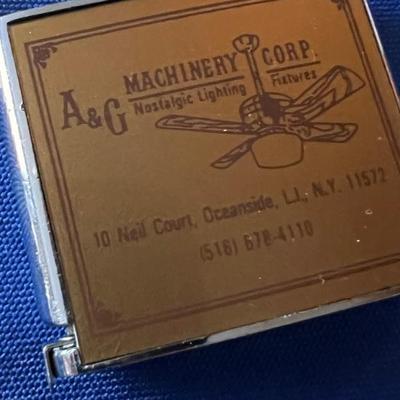 A&G MACHINERY CORP.
Nostalgic Lighting Fixtures
10 Neil Court, Oceanside, L.I., N.Y. 11572
(516) 678-4110